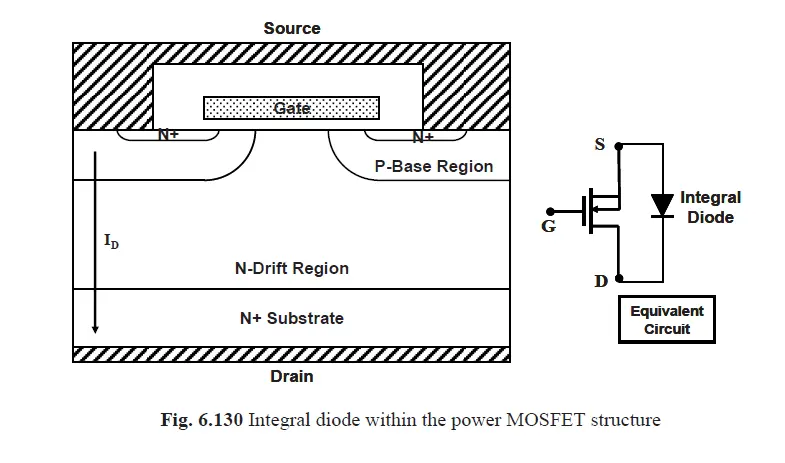 Source
Gate
N+
N+
P-Base Region
I_D
N-Drift Region
N+ Substrate
Drain
S
G
D
Integral
Diode
Equivalent
Circuit
Fig. 6.130 Integral diode within the power MOSFET structure